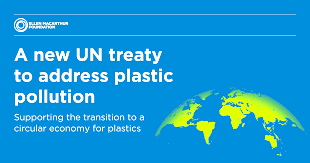 ELLEN MACARTHUR
FOUNDATION
A new UN treaty
to address plastic
pollution
Supporting the transition to a
circular economy for plastics